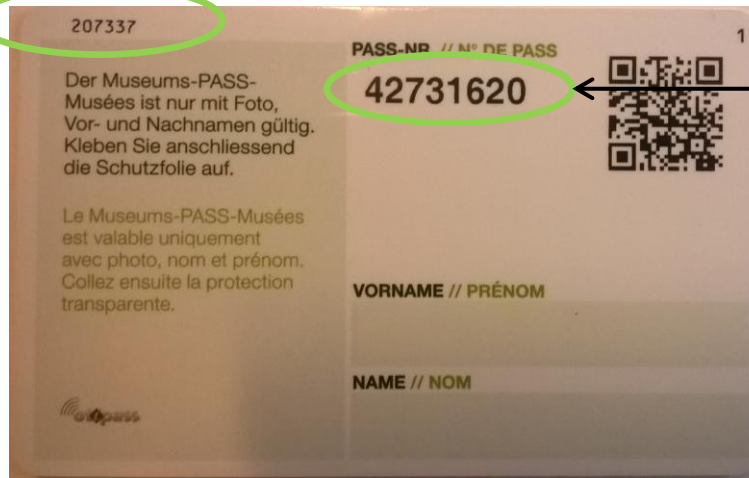 207337
Der Museums-PASS-
Musées ist nur mit Foto,
Vor- und Nachnamen gültig.
Kleben Sie anschliessend
die Schutzfolie auf.
Le Museums-PASS-Musées
est valable uniquement
avec photo, nom et prénom.
Collez ensuite la protection
transparente.
PASS-NR. // N° DE PASS
42731620
1
VORNAME // PRÉNOM
NAME // NOM